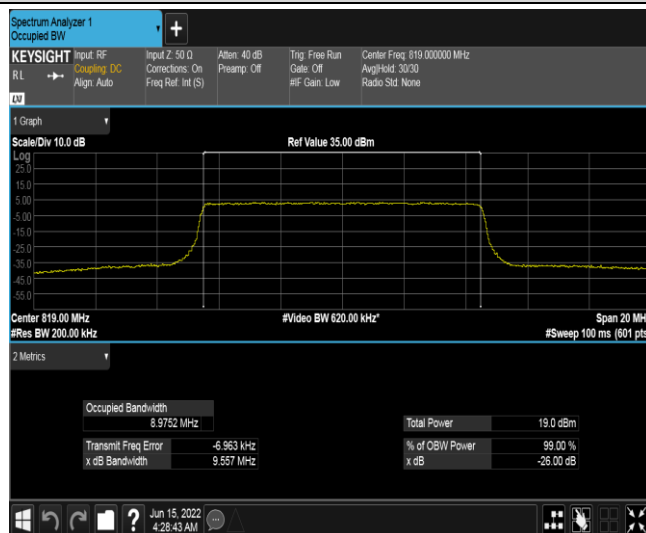 Spectrum Analyzer 1
Occupied BW
KEYSIGHT
RL
LXI
Input: RF
Coupling: DC
Align: Auto
Input Z: 50 Ω
Corrections: On
Freq Ref: Int (S)
Atten: 40 dB
Preamp: Off
Trig: Free Run
Gate: Off
#IF Gain: Low
Center Freq: 819.000000 MHz
Avg|Hold: 30/30
Radio Std: None
1 Graph
Scale/Div 10.0 dB
Ref Value 35.00 dBm
Log
25.0
15.0
5.00
-5.00
-15.0
-25.0
-35.0
-45.0
-55.0
Center 819.00 MHz
#Video BW 620.00 kHz*
Span 20 MH
#Res BW 200.00 kHz
#Sweep 100 ms (601 pts
2 Metrics
Occupied Bandwidth
8.9752 MHz
Total Power 19.0 dBm
Transmit Freq Error -6.963 kHz
% of OBW Power 99.00 %
x dB Bandwidth 9.557 MHz
x dB -26.00 dB
?
Jun 15, 2022
4:28:43 AM